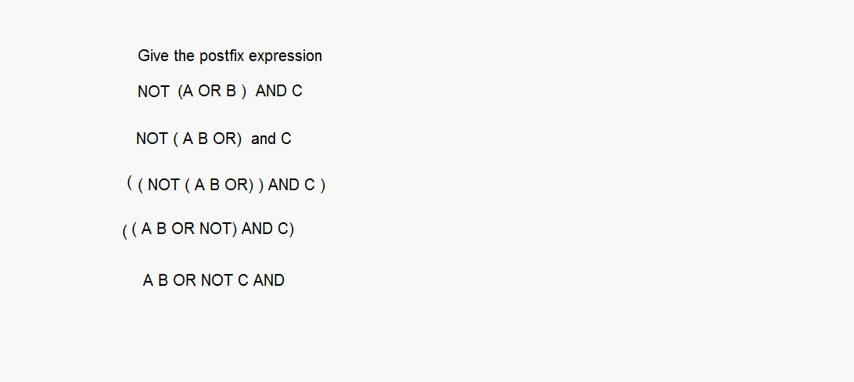 Give the postfix expression
NOT (A OR B ) AND C
NOT ( A B OR) and C
( ( NOT ( A B OR) ) AND C )
( ( A B OR NOT) AND C)
A B OR NOT C AND